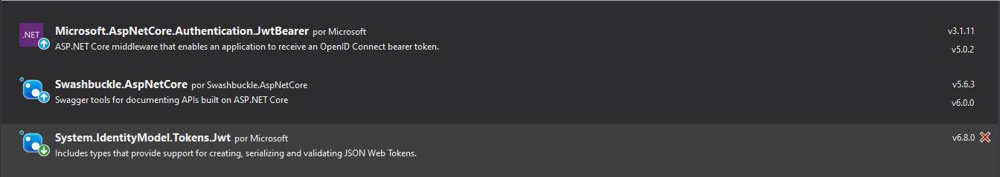 .NET
Microsoft.AspNetCore.Authentication.JwtBearer por Microsoft v3.1.11
ASP.NET Core middleware that enables an application to receive an OpenID Connect bearer token. v5.0.2
Swashbuckle.AspNetCore por Swashbuckle.AspNetCore v5.6.3
Swagger tools for documenting APIs built on ASP.NET Core v6.0.0
System.IdentityModel.Tokens.Jwt por Microsoft v6.8.0
Includes types that provide support for creating, serializing and validating JSON Web Tokens.